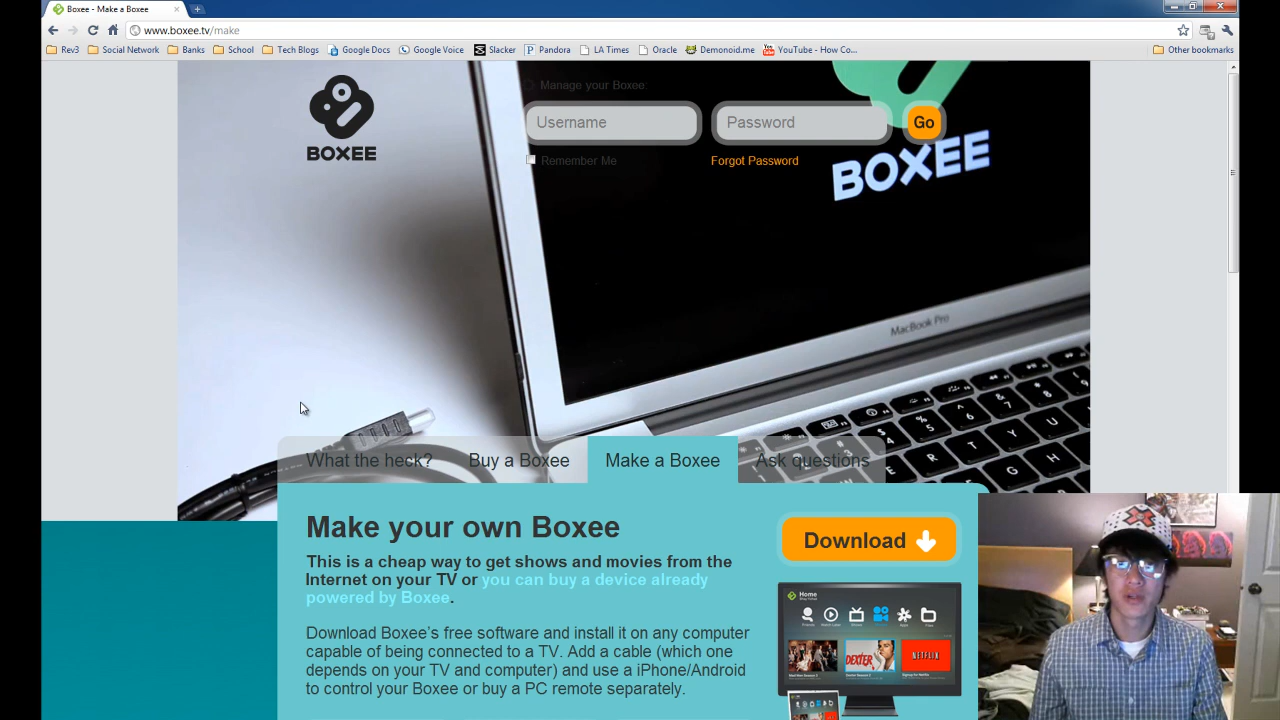 Boxee - Make a Boxee
www.boxee.tv/make
Rev3 Social Network Banks School Tech Blogs Google Docs Google Voice Slacker Pandora LA Times Oracle Demonoid.me YouTube - How Co... Other bookmarks
BOXEE
Manage your Boxee:
Username Password Go
Remember Me Forgot Password
BOXEE
MacBook Pro
What the heck? Buy a Boxee Make a Boxee Ask questions
Make your own Boxee
Download
This is a cheap way to get shows and movies from the
Internet on your TV or you can buy a device already
powered by Boxee.
Download Boxee's free software and install it on any computer
capable of being connected to a TV. Add a cable (which one
depends on your TV and computer) and use a iPhone/Android
to control your Boxee or buy a PC remote separately.
Home
DEXTER
NETFLIX